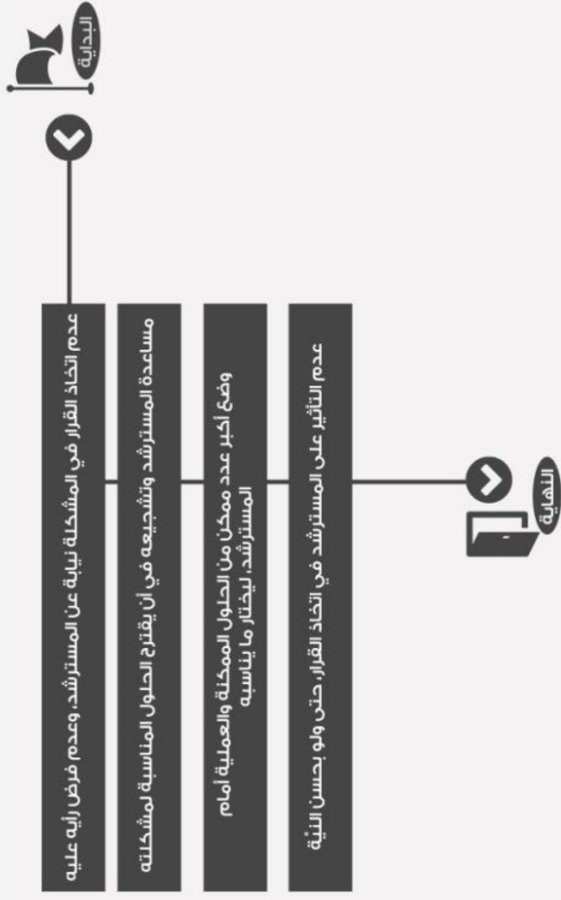 البداية
عدم اتخاذ القرار في المشكلة نيابة عن المسترشد، وعدم فرض رأيه عليه
مساعدة المسترشد وتشجيعه في أن يقترح الحلول المناسبة لمشكلته
وضع أكبر عدد ممكن من الحلول الممكنة والعملية أمام
المسترشد، ليختار ما يناسبه
عدم التأثير على المسترشد في اتخاذ القرار، حتى ولو بحسن النيّة
النهاية